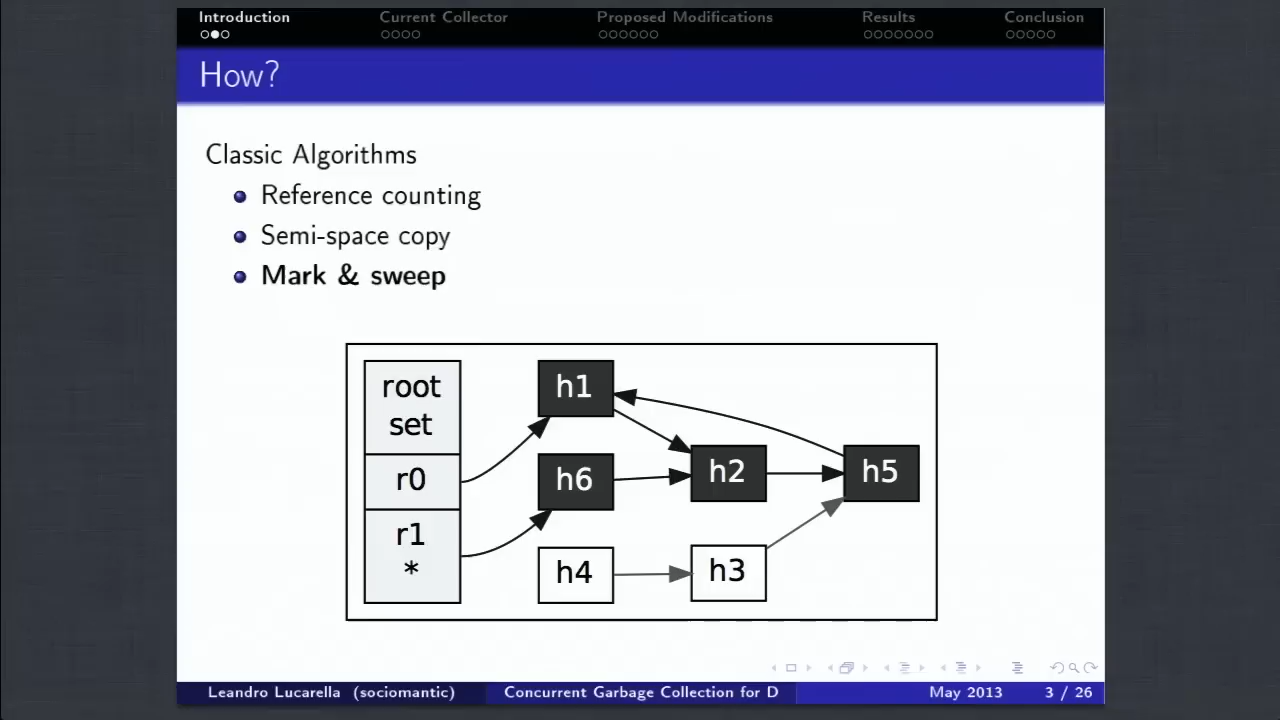 Introduction Current Collector Proposed Modifications Results Conclusion
How?
Classic Algorithms
Reference counting
Semi-space copy
Mark & sweep
root
set
r0
r1
*
h1
h6
h4
h2
h3
h5
Leandro Lucarella (sociomantic) Concurrent Garbage Collection for D May 2013 3 / 26